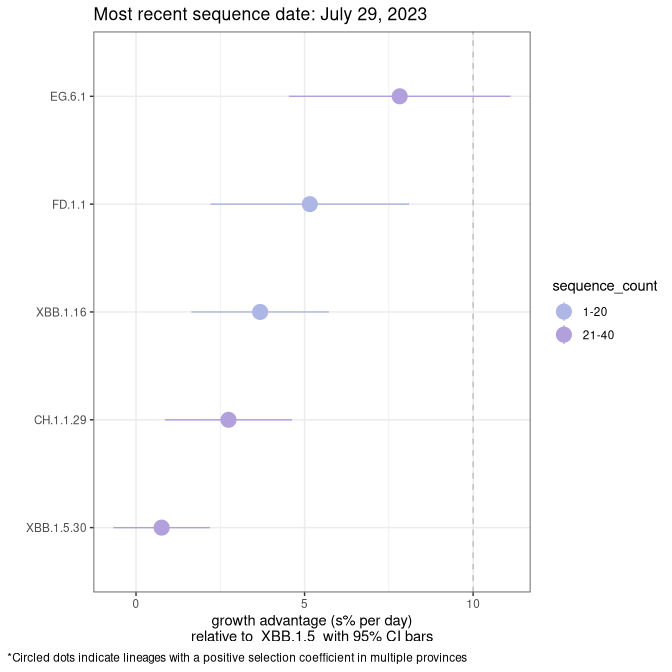 Most recent sequence date: July 29, 2023
EG.6.1
FD.1.1
XBB.1.16
CH.1.1.29
XBB.1.5.30
0
5
10
growth advantage (s% per day)
relative to  XBB.1.5  with 95% CI bars
sequence_count
1-20
21-40
*Circled dots indicate lineages with a positive selection coefficient in multiple provinces